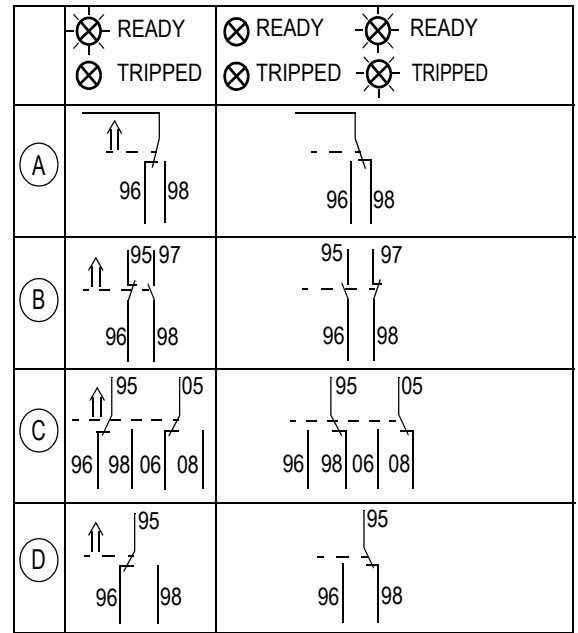 READY READY READY
TRIPPED TRIPPED TRIPPED
A
96 98 96 98
B
95 97 95 97
96 98 96 98
C
95 05 95 05
96 98 06 08 96 98 06 08
D
95 95
96 98 96 98